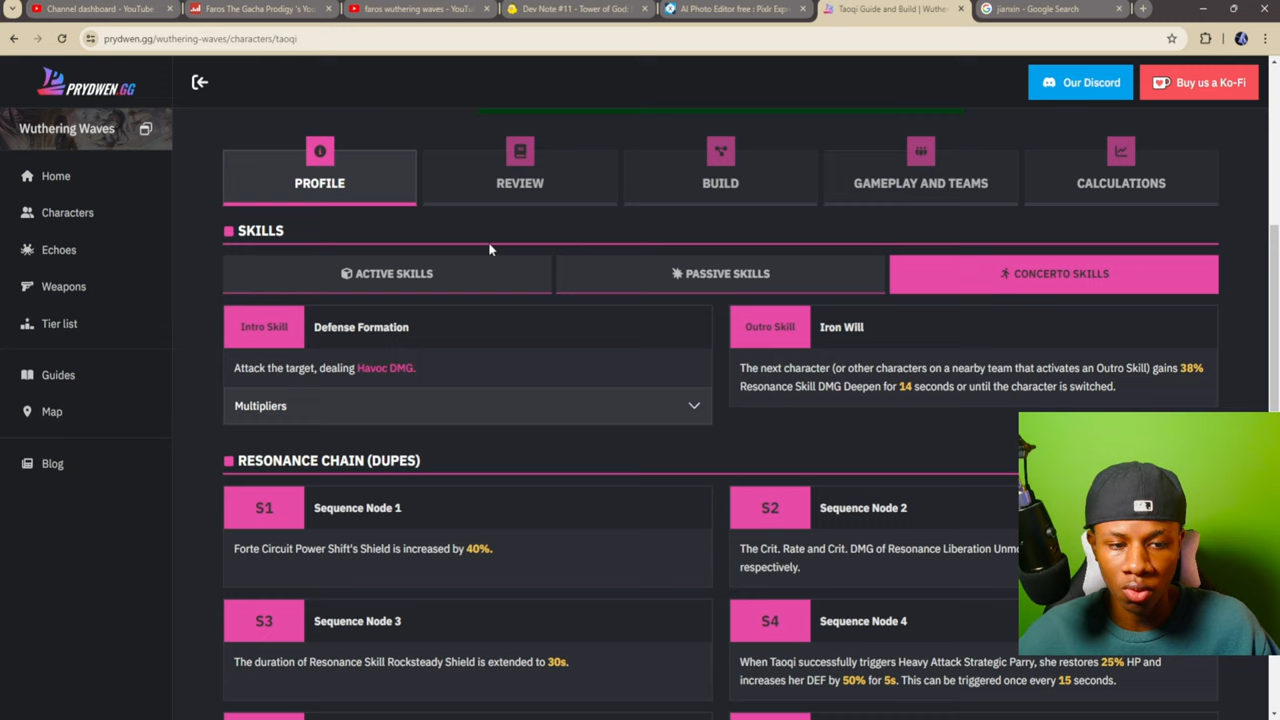 Channel dashboard - YouTube
Faros The Gacha Prodigy 's You
faros wuthering waves - YouTu
Dev Note #11 - Tower of God:
AI Photo Editor free : Pixlr Expr
Taoqi Guide and Build | Wuther
jianxin - Google Search
prydwen.gg/wuthering-waves/characters/taoqi
PRYDWEN.GG
Our Discord
Buy us a Ko-Fi
Wuthering Waves
Home
Characters
Echoes
Weapons
Tier list
Guides
Map
Blog
PROFILE
REVIEW
BUILD
GAMEPLAY AND TEAMS
CALCULATIONS
SKILLS
ACTIVE SKILLS
PASSIVE SKILLS
CONCERTO SKILLS
Intro Skill
Defense Formation
Attack the target, dealing Havoc DMG.
Multipliers
Outro Skill
Iron Will
The next character (or other characters on a nearby team that activates an Outro Skill) gains 38%
Resonance Skill DMG Deepen for 14 seconds or until the character is switched.
RESONANCE CHAIN (DUPES)
S1
Sequence Node 1
Forte Circuit Power Shift's Shield is increased by 40%.
S2
Sequence Node 2
The Crit. Rate and Crit. DMG of Resonance Liberation Unmo
respectively.
S3
Sequence Node 3
The duration of Resonance Skill Rocksteady Shield is extended to 30s.
S4
Sequence Node 4
When Taoqi successfully triggers Heavy Attack Strategic Parry, she restores 25% HP and
increases her DEF by 50% for 5s. This can be triggered once every 15 seconds.